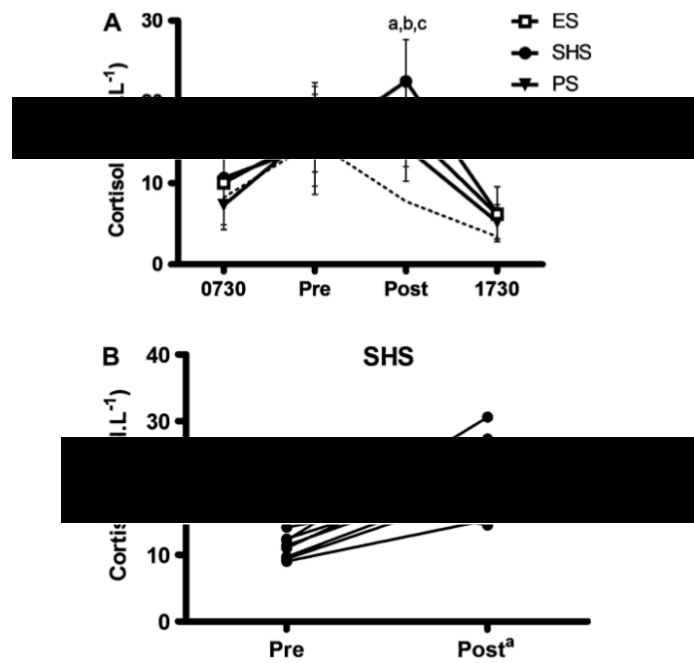 A
30
a,b,c
ES
SHS
PS
10
0
Cortisol
L⁻¹)
0730 Pre Post 1730
B
SHS
40
30
10
0
.L⁻¹)
Pre Postᵃ